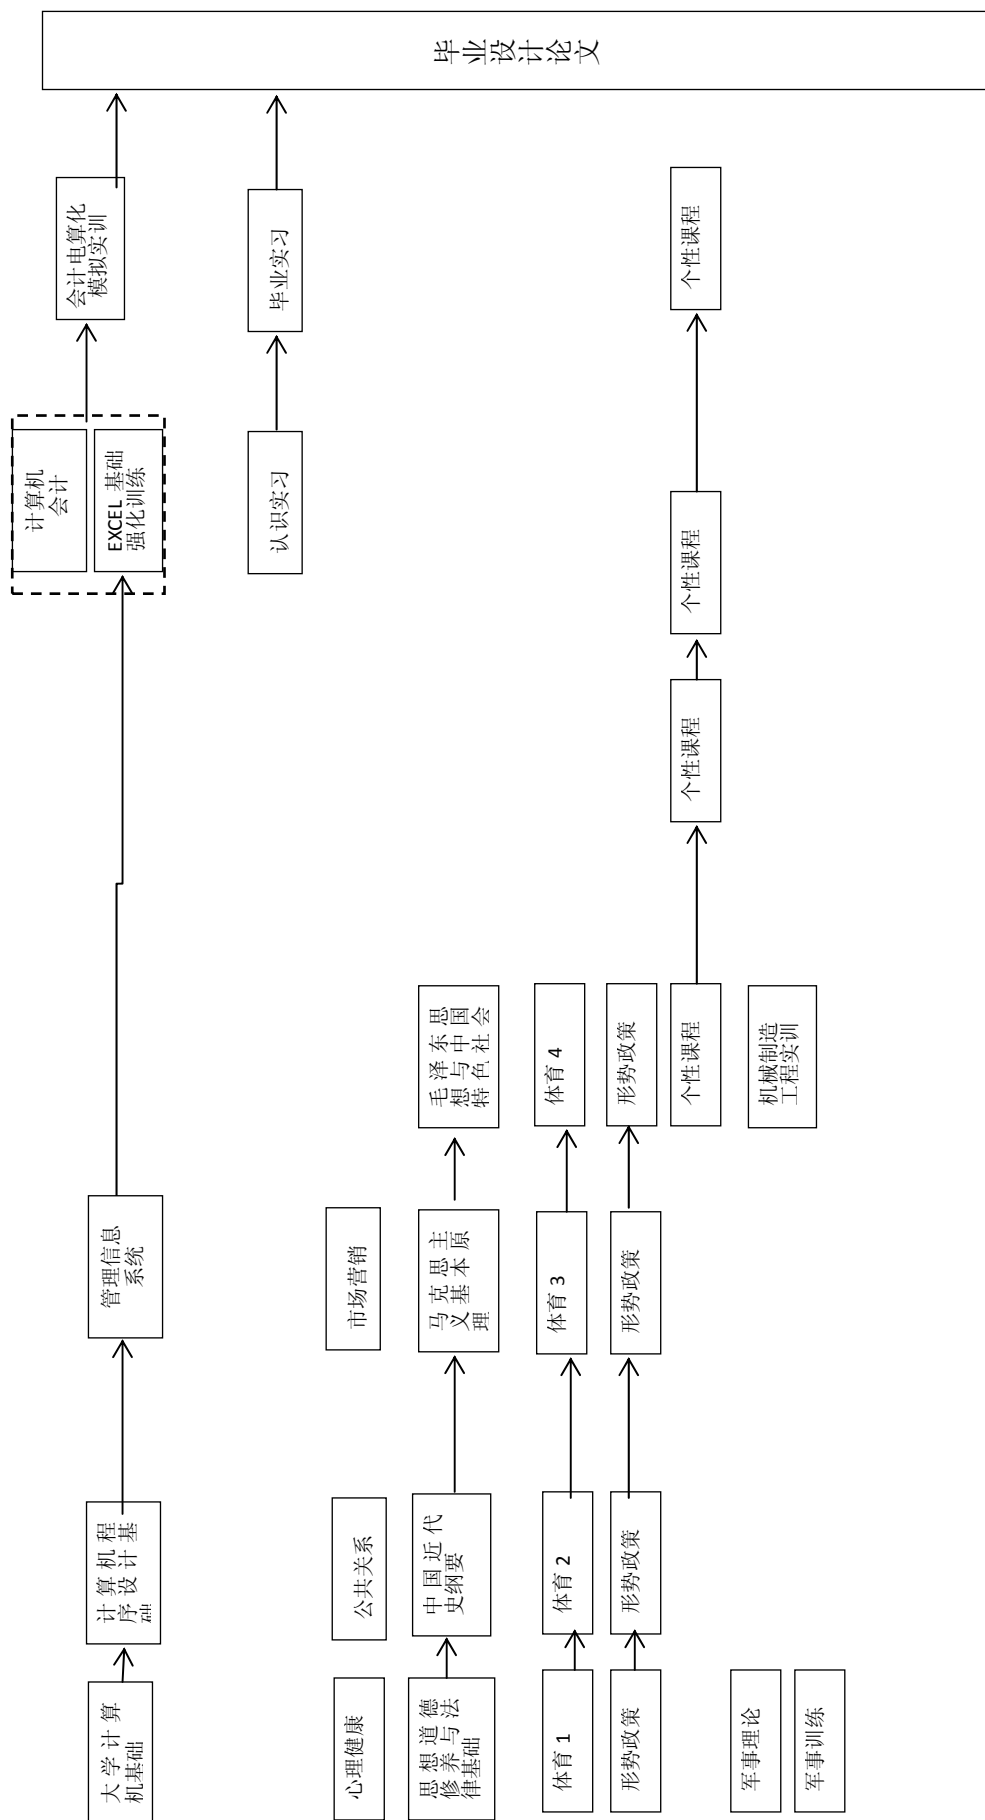 大学计算
机基础
计算机程
序设计基
础
管理信息
系统
计算机
会计
EXCEL 基础
强化训练
会计电算化
模拟实训
认识实习
毕业实习
毕业设计论文
心理健康
公共关系
市场营销
思想道德
修养与法
律基础
中国近代
史纲要
马克思主
义基本原
理
毛泽东思
想与中国
特色社会
体育 1
体育 2
体育 3
体育 4
形势政策
形势政策
形势政策
形势政策
个性课程
个性课程
个性课程
个性课程
军事理论
机械制造
工程实训
军事训练